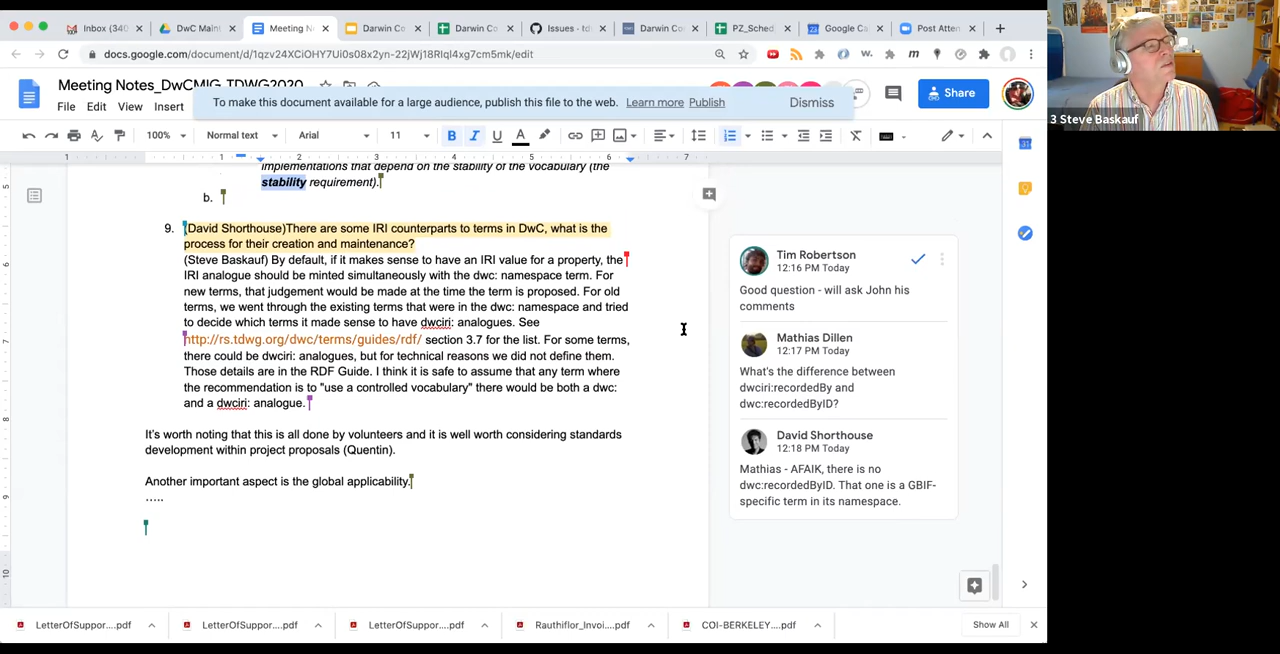 Inbox (340
DwC Main
Meeting N
Darwin Co
Darwin Co
Issues - td
Darwin Co
PZ_Sched
Google Ca
Post Atten
docs.google.com/document/d/1qzv24XCiOHY7Ui0s08x2yn-22jWj18RlqI4xg7cm5mk/edit
Meeting Notes_DwCMIG_TDWG2020
File Edit View Insert
To make this document available for a large audience, publish this file to the web. Learn more Publish Dismiss
Share
100% Normal text Arial 11 B I U A
1 1 2 3 4 5 6 7
implementations that depend on the stability of the vocabulary (the
stability requirement).
b.
9. (David Shorthouse)There are some IRI counterparts to terms in DwC, what is the
process for their creation and maintenance?
(Steve Baskauf) By default, if it makes sense to have an IRI value for a property, the
IRI analogue should be minted simultaneously with the dwc: namespace term. For
new terms, that judgement would be made at the time the term is proposed. For old
terms, we went through the existing terms that were in the dwc: namespace and tried
to decide which terms it made sense to have dwciri: analogues. See
http://rs.tdwg.org/dwc/terms/guides/rdf/ section 3.7 for the list. For some terms,
there could be dwciri: analogues, but for technical reasons we did not define them.
Those details are in the RDF Guide. I think it is safe to assume that any term where
the recommendation is to "use a controlled vocabulary" there would be both a dwc:
and a dwciri: analogue.
It's worth noting that this is all done by volunteers and it is well worth considering standards
development within project proposals (Quentin).
Another important aspect is the global applicability.
.....
Tim Robertson
12:16 PM Today
Good question - will ask John his
comments
Mathias Dillen
12:17 PM Today
What's the difference between
dwciri:recordedBy and
dwc:recordedByID?
David Shorthouse
12:18 PM Today
Mathias - AFAIK, there is no
dwc:recordedByID. That one is a GBIF-
specific term in its namespace.
3 Steve Baskauf
LetterOfSuppor....pdf
LetterOfSuppor....pdf
LetterOfSuppor....pdf
Rauthiflor_Invoi....pdf
COI-BERKELEY....pdf
Show All